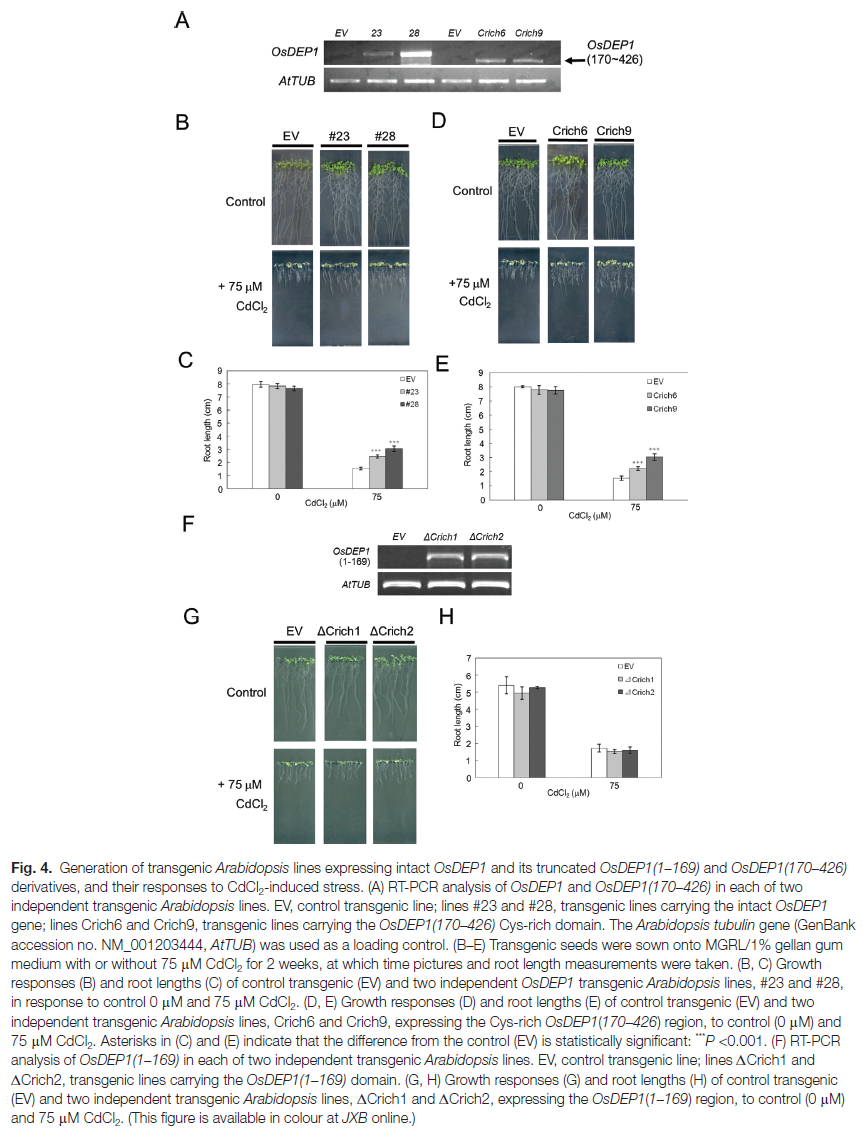 A
EV 23 28 EV Crich6 Crich9
OsDEP1
OsDEP1
(170~426)
AtTUB
B
EV #23 #28
Control
+ 75 μM
CdCl2
D
EV Crich6 Crich9
Control
+75 μM
CdCl2
C
Root length (cm)
9
8
7
6
5
4
3
2
1
0
EV
#23
#28
***
***
0 75
CdCl2 (μM)
E
Root length (cm)
9
8
7
6
5
4
3
2
1
0
EV
Crich6
Crich9
***
***
0 75
CdCl2 (μM)
F
EV ΔCrich1 ΔCrich2
OsDEP1
(1-169)
AtTUB
G
EV ΔCrich1 ΔCrich2
Control
+ 75 μM
CdCl2
H
Root length (cm)
7
6
5
4
3
2
1
0
EV
⊿Crich1
⊿Crich2
0 75
CdCl2 (μM)
Fig. 4. Generation of transgenic Arabidopsis lines expressing intact OsDEP1 and its truncated OsDEP1(1–169) and OsDEP1(170–426)
derivatives, and their responses to CdCl2-induced stress. (A) RT-PCR analysis of OsDEP1 and OsDEP1(170–426) in each of two
independent transgenic Arabidopsis lines. EV, control transgenic line; lines #23 and #28, transgenic lines carrying the intact OsDEP1
gene; lines Crich6 and Crich9, transgenic lines carrying the OsDEP1(170–426) Cys-rich domain. The Arabidopsis tubulin gene (GenBank
accession no. NM_001203444, AtTUB) was used as a loading control. (B–E) Transgenic seeds were sown onto MGRL/1% gellan gum
medium with or without 75 μM CdCl2 for 2 weeks, at which time pictures and root length measurements were taken. (B, C) Growth
responses (B) and root lengths (C) of control transgenic (EV) and two independent OsDEP1 transgenic Arabidopsis lines, #23 and #28,
in response to control 0 μM and 75 μM CdCl2. (D, E) Growth responses (D) and root lengths (E) of control transgenic (EV) and two
independent transgenic Arabidopsis lines, Crich6 and Crich9, expressing the Cys-rich OsDEP1(170–426) region, to control (0 μM) and
75 μM CdCl2. Asterisks in (C) and (E) indicate that the difference from the control (EV) is statistically significant: ***P <0.001. (F) RT-PCR
analysis of OsDEP1(1–169) in each of two independent transgenic Arabidopsis lines. EV, control transgenic line; lines ΔCrich1 and
ΔCrich2, transgenic lines carrying the OsDEP1(1–169) domain. (G, H) Growth responses (G) and root lengths (H) of control transgenic
(EV) and two independent transgenic Arabidopsis lines, ΔCrich1 and ΔCrich2, expressing the OsDEP1(1–169) region, to control (0 μM)
and 75 μM CdCl2. (This figure is available in colour at JXB online.)